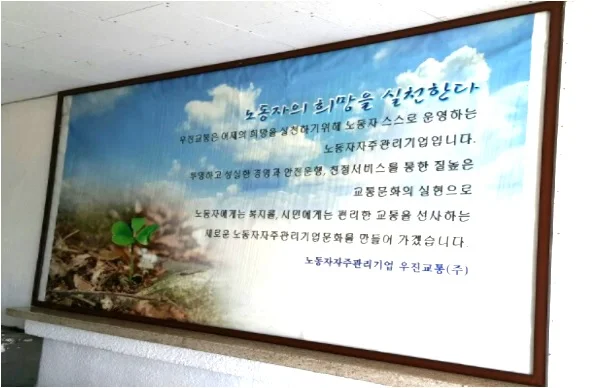 노동자의 희망을 실천한다
우진교통은 어제의 희망을 실천하기위해 노동자 스스로 운영하는
노동자자주관리기업입니다.
투명하고 성실한 경영과 안전운행, 친절서비스를 통한 질높은
교통문화의 실현으로
노동자에게는 복지를, 시민에게는 편리한 교통을 선사하는
새로운 노동자자주관리기업문화를 만들어 가겠습니다.
노동자자주관리기업 우진교통(주)